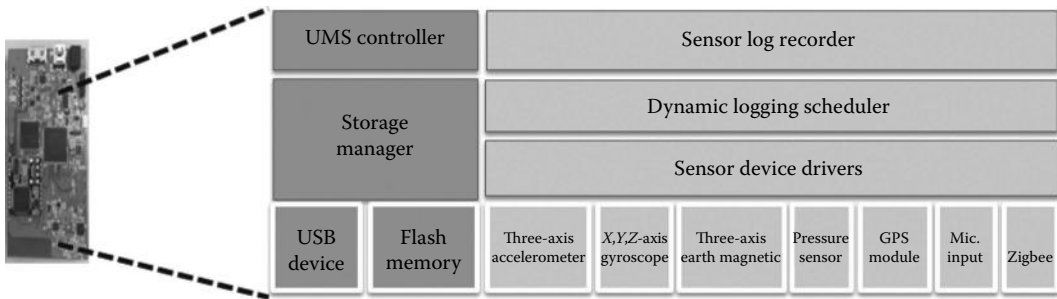 UMS controller
Sensor log recorder
Storage
manager
Dynamic logging scheduler
Sensor device drivers
USB
device
Flash
memory
Three-axis
accelerometer
X,Y,Z-axis
gyroscope
Three-axis
earth magnetic
Pressure
sensor
GPS
module
Mic.
input
Zigbee